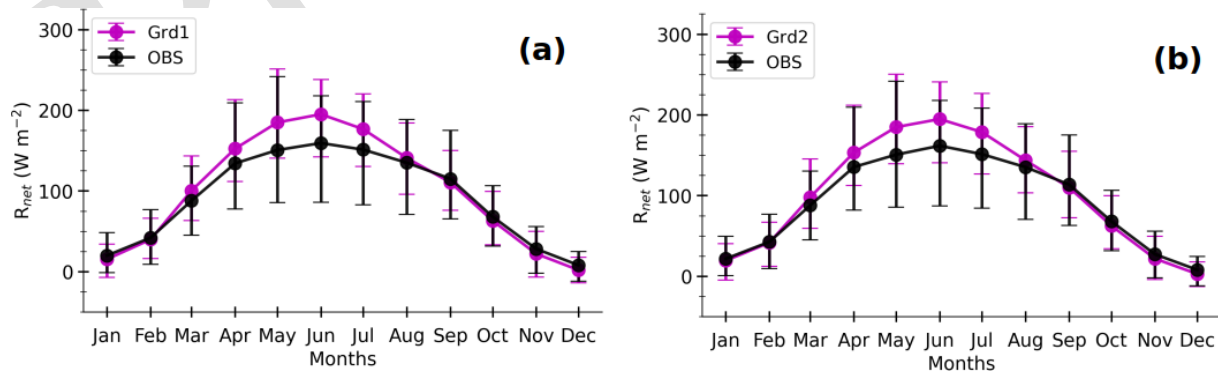 300
200
100
0
R_net (W m⁻²)
Grd1
OBS
(a)
Jan Feb Mar Apr May Jun Jul Aug Sep Oct Nov Dec
Months
300
200
100
0
R_net (W m⁻²)
Grd2
OBS
(b)
Jan Feb Mar Apr May Jun Jul Aug Sep Oct Nov Dec
Months